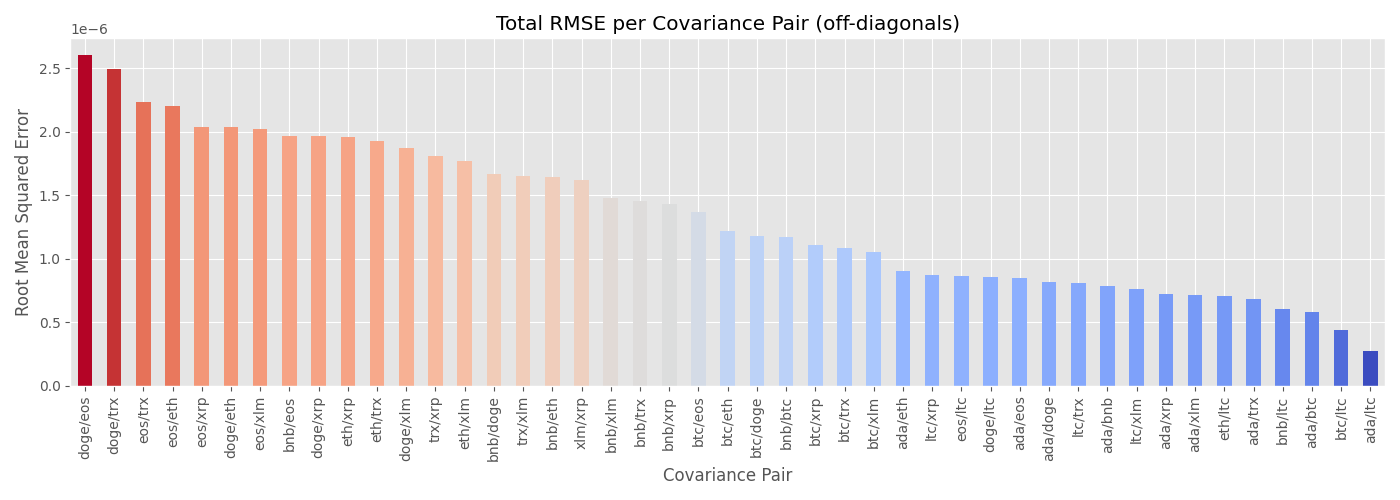 Total RMSE per Covariance Pair (off-diagonals)
1e−6
Root Mean Squared Error
2.5
2.0
1.5
1.0
0.5
0.0
doge/eos
doge/trx
eos/trx
eos/eth
eos/xrp
doge/eth
eos/xlm
bnb/eos
doge/xrp
eth/xrp
eth/trx
doge/xlm
trx/xrp
eth/xlm
bnb/doge
trx/xlm
bnb/eth
xlm/xrp
bnb/xlm
bnb/trx
bnb/xrp
btc/eos
btc/eth
btc/doge
bnb/btc
btc/xrp
btc/trx
btc/xlm
ada/eth
ltc/xrp
eos/ltc
doge/ltc
ada/eos
ada/doge
ltc/trx
ada/bnb
ltc/xlm
ada/xrp
ada/xlm
eth/ltc
ada/trx
bnb/ltc
ada/btc
btc/ltc
ada/ltc
Covariance Pair